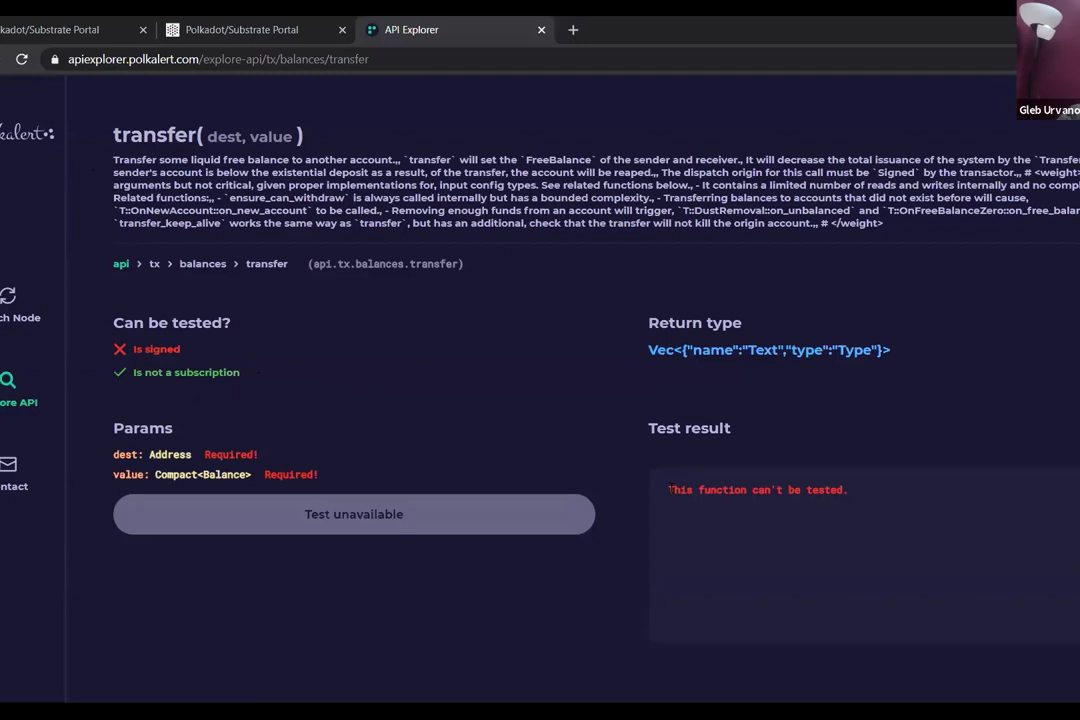 kadot/Substrate Portal
Polkadot/Substrate Portal
API Explorer
apiexplorer.polkalert.com/explore-api/tx/balances/transfer
Gleb Urvano
kalert
transfer( dest, value )
Transfer some liquid free balance to another account.,, `transfer` will set the `FreeBalance` of the sender and receiver., It will decrease the total issuance of the system by the `Transfer
sender's account is below the existential deposit as a result, of the transfer, the account will be reaped.,, The dispatch origin for this call must be `Signed` by the transactor.,, # <weight>
arguments but not critical, given proper implementations for, input config types. See related functions below., - It contains a limited number of reads and writes internally and no compl
Related functions:,, - `ensure_can_withdraw` is always called internally but has a bounded complexity., - Transferring balances to accounts that did not exist before will cause,
`T::OnNewAccount::on_new_account` to be called., - Removing enough funds from an account will trigger, `T::DustRemoval::on_unbalanced` and `T::OnFreeBalanceZero::on_free_balan
`transfer_keep_alive` works the same way as `transfer`, but has an additional, check that the transfer will not kill the origin account.,, # </weight>
api > tx > balances > transfer (api.tx.balances.transfer)
Can be tested?
Is signed
Is not a subscription
Return type
Vec<{"name":"Text","type":"Type"}>
ch Node
ore API
ntact
Params
dest: Address Required!
value: Compact<Balance> Required!
Test unavailable
Test result
This function can't be tested.